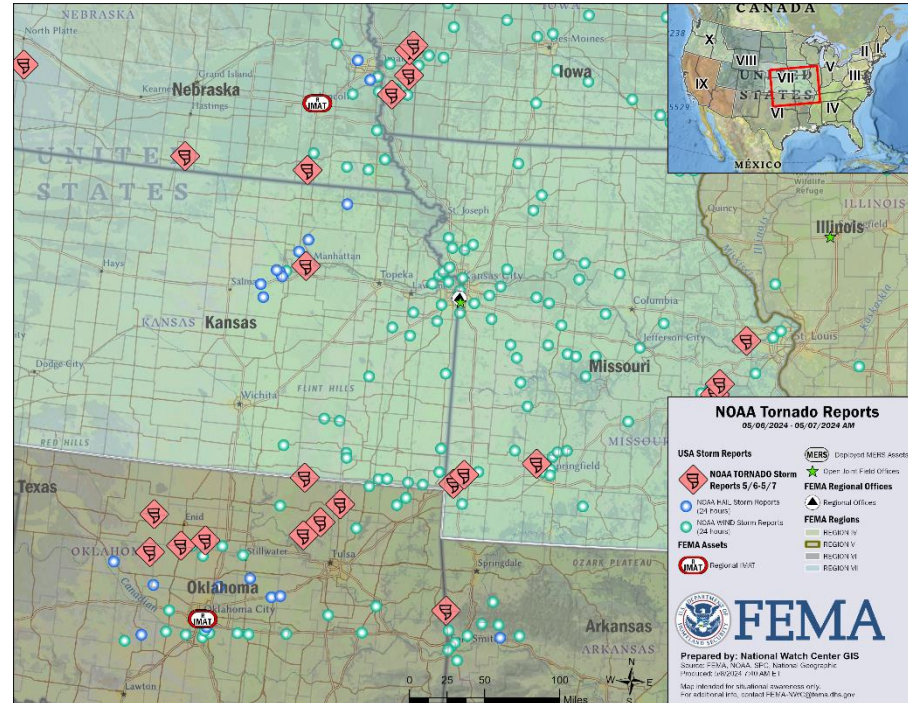 NEBRASKA
North Platte
Grand Island
Kearney
Hastings
Nebraska
R
IMAT
IOWA
Des Moines
Iowa
UNITED
STATES
St. Joseph
Hays
Manhattan
Salina
Topeka
Kansas City
KANSAS
Kansas
Columbia
Jefferson City
Missouri
MISSOURI
St. Louis
Quincy
ILLINOIS
Illinois
Springfield
Kaskaskia
Dodge City
Wichita
FLINT HILLS
RED HILLS
Springfield
Texas
Enid
OKLAHOMA
Stillwater
Tulsa
Oklahoma
Oklahoma City
Canadian
R
IMAT
Lawton
Springdale
OZARK PLATEAU
Smith
Arkansas
ARKANSAS
0 25 50 100
Miles
N
W E
S
CANADA
X
VIII
IX
VII
VI
V
IV
III
II
I
UNITED
STATES
MÉXICO
NOAA Tornado Reports
05/06/2024 - 05/07/2024 AM
USA Storm Reports
NOAA TORNADO Storm
Reports 5/6-5/7
NOAA HAIL Storm Reports
(24 hours)
NOAA WIND Storm Reports
(24 hours)
FEMA Assets
R
IMAT
Regional IMAT
MERS
Deployed MERS Assets
Open Joint Field Offices
FEMA Regional Offices
Regional Offices
FEMA Regions
REGION IV
REGION V
REGION VI
REGION VII
FEMA
Prepared by: National Watch Center GIS
Source: FEMA, NOAA, SPC, National Geographic
Map intended for situational awareness only.
For additional info, contact FEMA-NWC@fema.dhs.gov